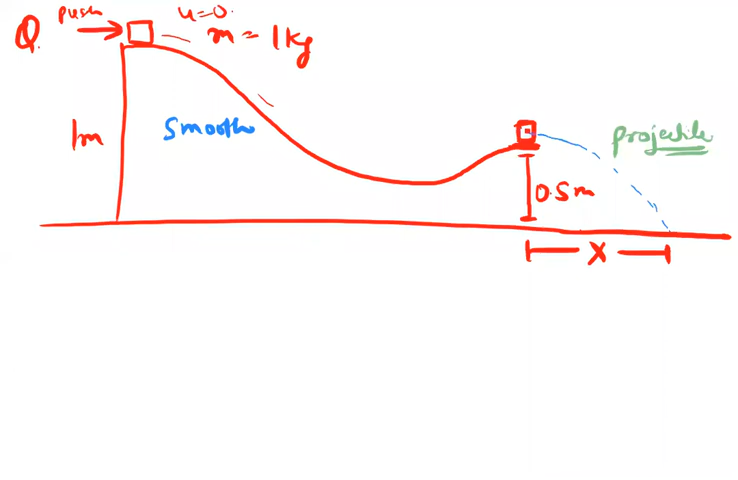 Q. push u=0.
m = 1kg
1m
Smooth
projectile
0.5m
X